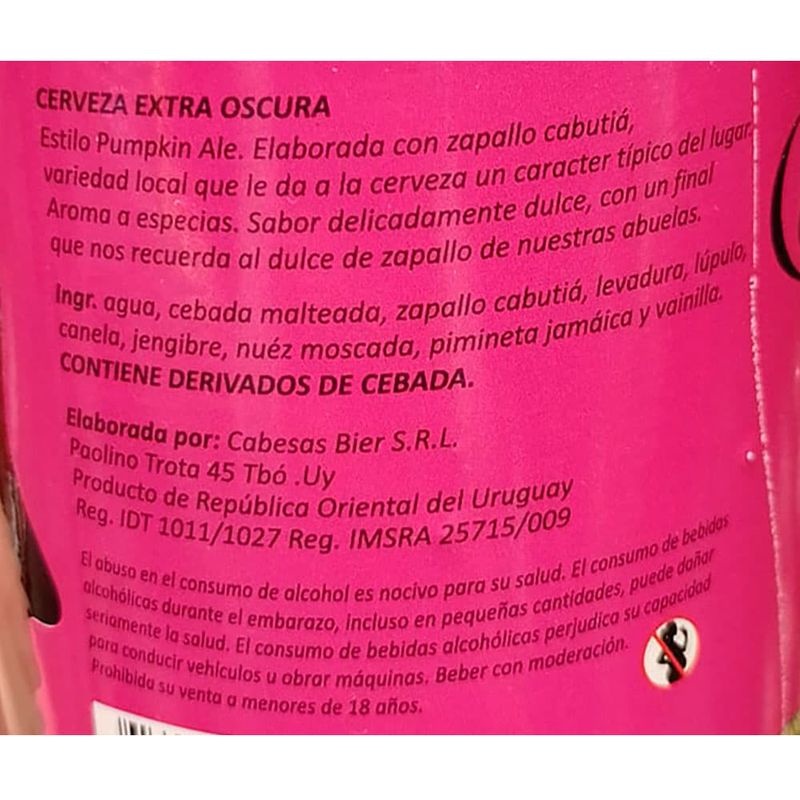 CERVEZA EXTRA OSCURA
Estilo Pumpkin Ale. Elaborada con zapallo cabutiá,
variedad local que le da a la cerveza un caracter típico del lugar.
Aroma a especias. Sabor delicadamente dulce, con un final
que nos recuerda al dulce de zapallo de nuestras abuelas.
Ingr. agua, cebada malteada, zapallo cabutiá, levadura, lúpulo,
canela, jengibre, nuéz moscada, pimineta jamáica y vainilla.
CONTIENE DERIVADOS DE CEBADA.
Elaborada por: Cabesas Bier S.R.L.
Paolino Trota 45 Tbó .Uy
Producto de República Oriental del Uruguay
Reg. IDT 1011/1027 Reg. IMSRA 25715/009
El abuso en el consumo de alcohol es nocivo para su salud. El consumo de bebidas
alcohólicas durante el embarazo, incluso en pequeñas cantidades, puede dañar
seriamente la salud. El consumo de bebidas alcohólicas perjudica su capacidad
para conducir vehículos u obrar máquinas. Beber con moderación.
Prohibida su venta a menores de 18 años.